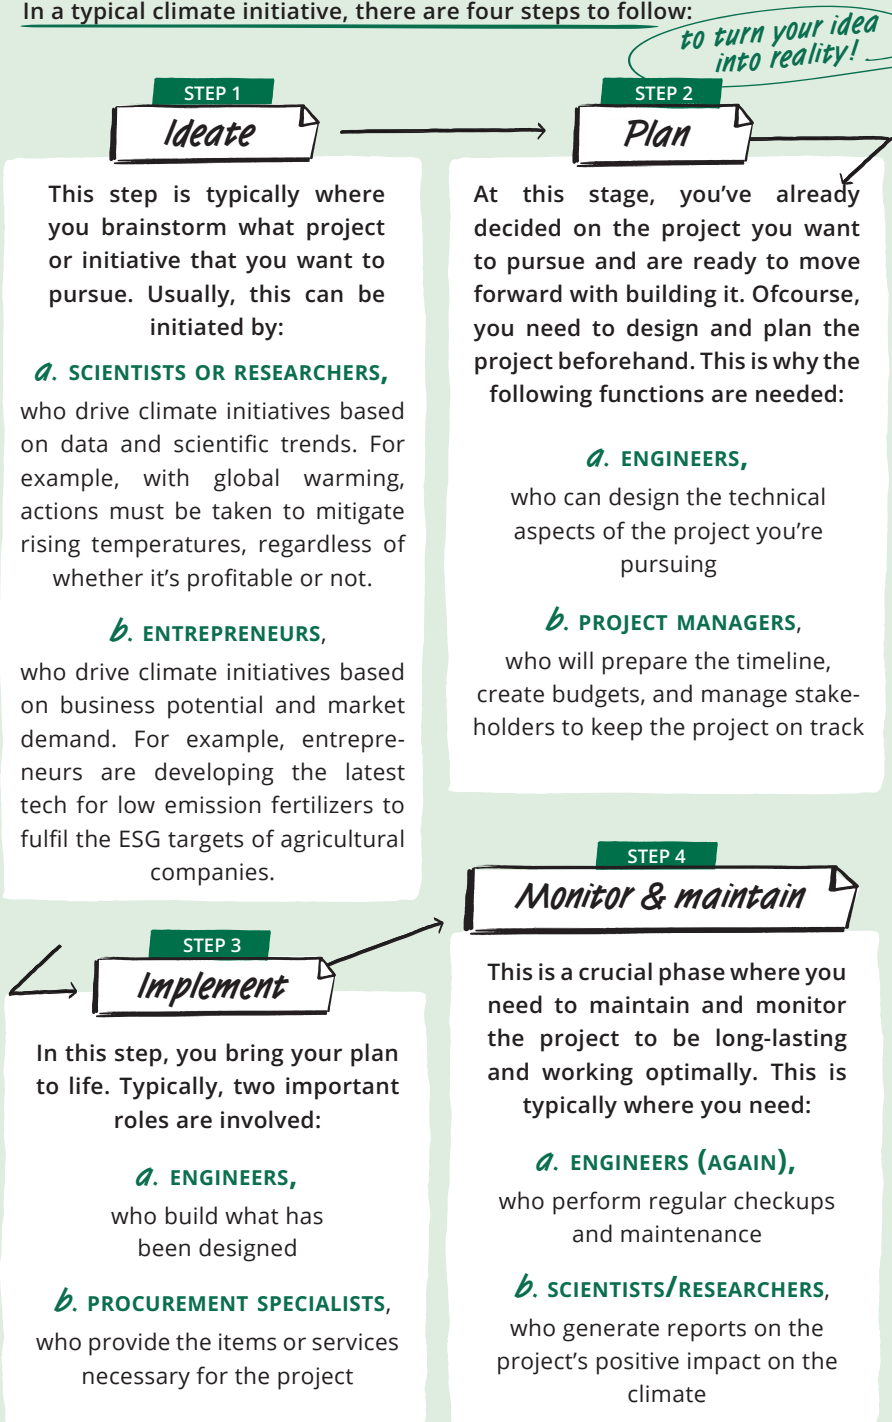 In a typical climate initiative, there are four steps to follow:
to turn your idea
into reality!
STEP 1
Ideate
This step is typically where
you brainstorm what project
or initiative that you want to
pursue. Usually, this can be
initiated by:
a. SCIENTISTS OR RESEARCHERS,
who drive climate initiatives based
on data and scientific trends. For
example, with global warming,
actions must be taken to mitigate
rising temperatures, regardless of
whether it's profitable or not.
b. ENTREPRENEURS,
who drive climate initiatives based
on business potential and market
demand. For example, entrepre-
neurs are developing the latest
tech for low emission fertilizers to
fulfil the ESG targets of agricultural
companies.
STEP 2
Plan
At this stage, you've already
decided on the project you want
to pursue and are ready to move
forward with building it. Ofcourse,
you need to design and plan the
project beforehand. This is why the
following functions are needed:
a. ENGINEERS,
who can design the technical
aspects of the project you're
pursuing
b. PROJECT MANAGERS,
who will prepare the timeline,
create budgets, and manage stake-
holders to keep the project on track
STEP 3
Implement
In this step, you bring your plan
to life. Typically, two important
roles are involved:
a. ENGINEERS,
who build what has
been designed
b. PROCUREMENT SPECIALISTS,
who provide the items or services
necessary for the project
STEP 4
Monitor & maintain
This is a crucial phase where you
need to maintain and monitor
the project to be long-lasting
and working optimally. This is
typically where you need:
a. ENGINEERS (AGAIN),
who perform regular checkups
and maintenance
b. SCIENTISTS/RESEARCHERS,
who generate reports on the
project's positive impact on the
climate